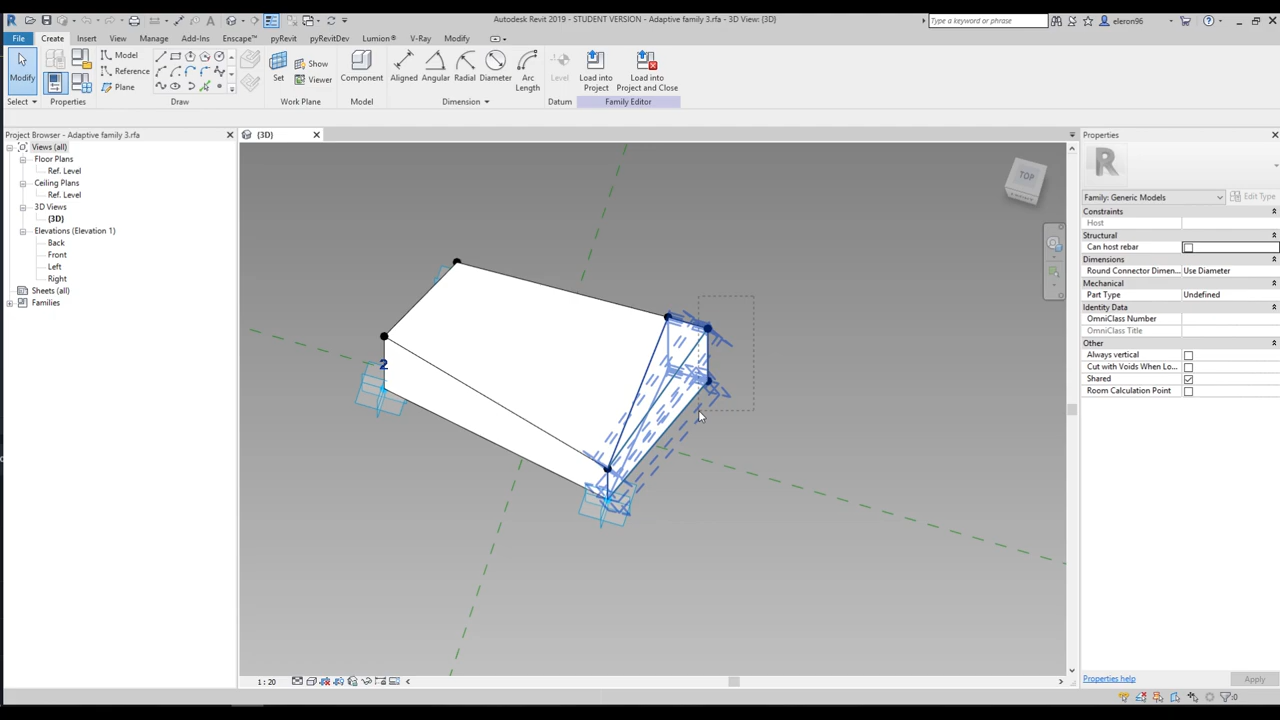 Autodesk Revit 2019 - STUDENT VERSION - Adaptive family 3.rfa - 3D View: {3D}
Type a keyword or phrase
eleron96
File Create Insert View Manage Add-Ins Enscape™ pyRevit pyRevitDev Lumion® V-Ray Modify
Modify
Model
Reference
Plane
Set
Show
Viewer
Component
Aligned
Angular
Radial
Diameter
Arc Length
Level
Load into Project
Load into Project and Close
Select
Properties
Draw
Work Plane
Model
Dimension
Datum
Family Editor
Project Browser - Adaptive family 3.rfa
Views (all)
Floor Plans
Ref. Level
Ceiling Plans
Ref. Level
3D Views
{3D}
Elevations (Elevation 1)
Back
Front
Left
Right
Sheets (all)
Families
{3D}
TOP
2
1 : 20
Properties
R
Family: Generic Models
Edit Type
Constraints
Host
Structural
Can host rebar
Dimensions
Round Connector Dimen... Use Diameter
Mechanical
Part Type Undefined
Identity Data
OmniClass Number
OmniClass Title
Other
Always vertical
Cut with Voids When Lo...
Shared
Room Calculation Point
Properties help
Apply
:0